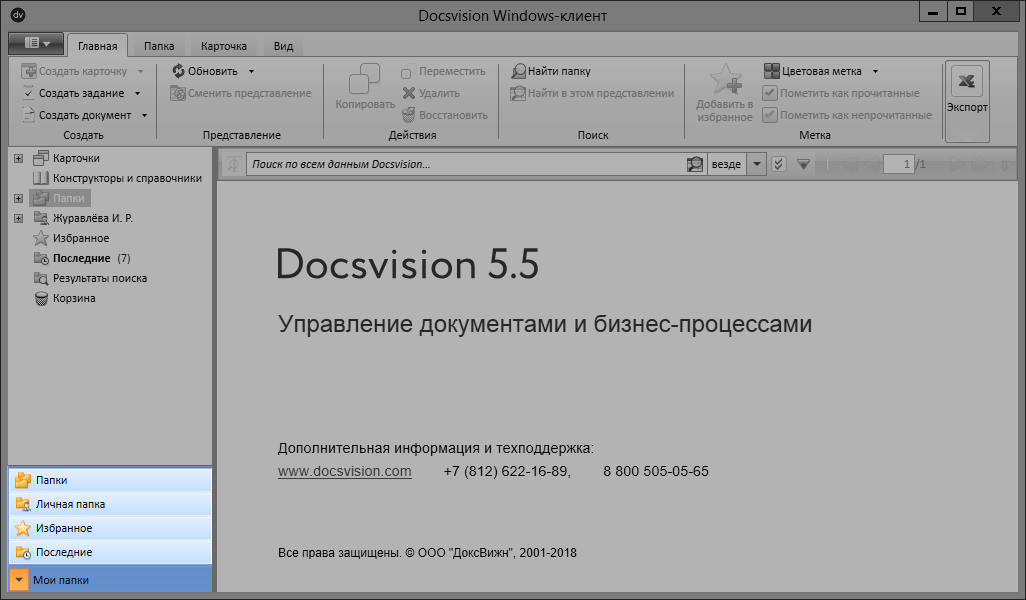 dv
Docsvision Windows-клиент
Главная Папка Карточка Вид
Создать карточку
Создать задание
Создать документ
Создать
Обновить
Сменить представление
Представление
Копировать
Переместить
Удалить
Восстановить
Действия
Найти папку
Найти в этом представлении
Поиск
Добавить в
избранное
Цветовая метка
Пометить как прочитанные
Пометить как непрочитанные
Метка
Экспорт
Карточки
Конструкторы и справочники
Папки
Журавлёва И. Р.
Избранное
Последние (7)
Результаты поиска
Корзина
Поиск по всем данным Docsvision... везде 1 /1
Docsvision 5.5
Управление документами и бизнес-процессами
Дополнительная информация и техподдержка:
www.docsvision.com +7 (812) 622-16-89, 8 800 505-05-65
Все права защищены. © ООО "ДоксВижн", 2001-2018
Папки
Личная папка
Избранное
Последние
Мои папки